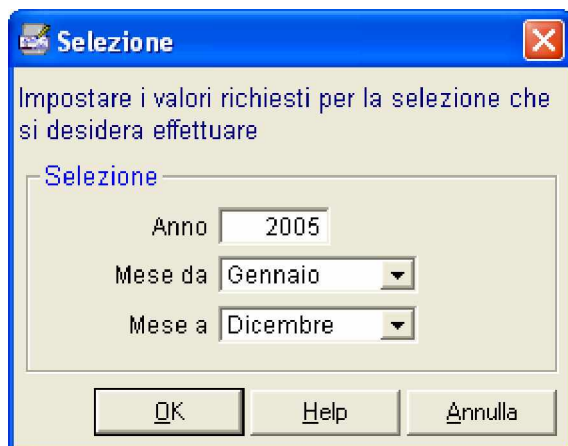 Selezione
Impostare i valori richiesti per la selezione che
si desidera effettuare
Selezione
Anno 2005
Mese da Gennaio
Mese a Dicembre
OK Help Annulla